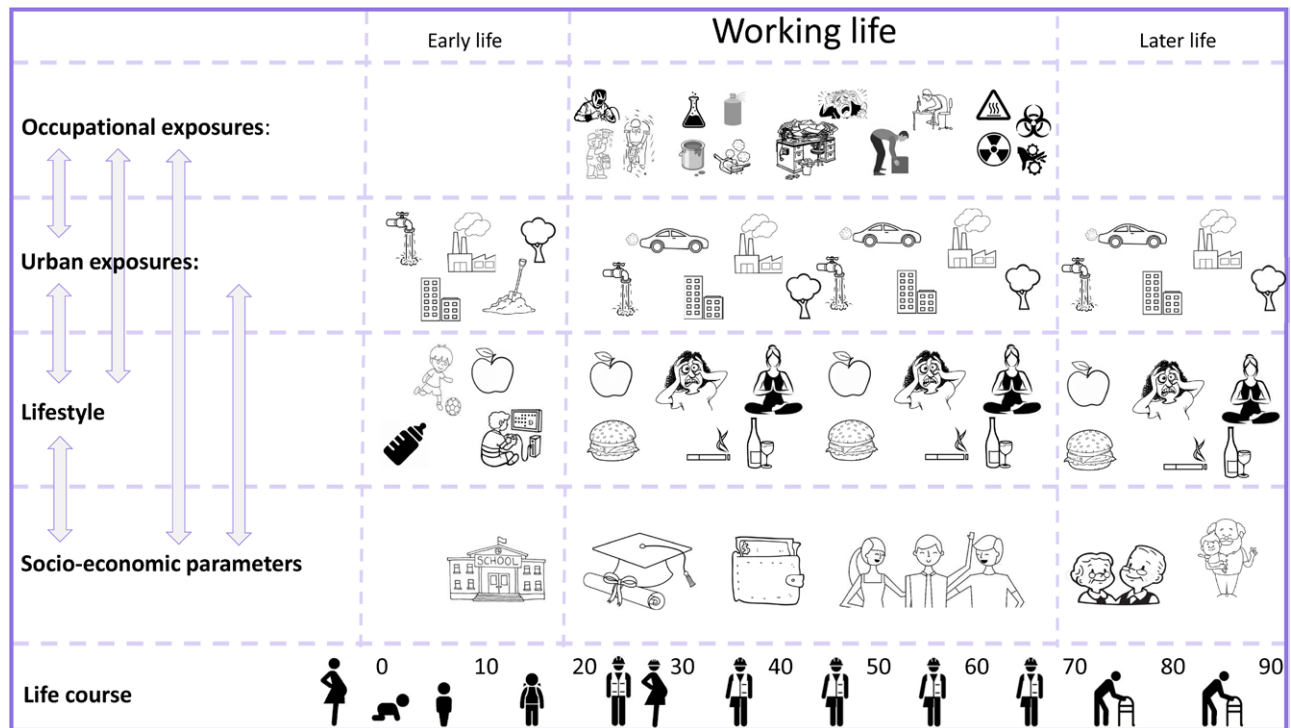 Early life
Working life
Later life
Occupational exposures:
Urban exposures:
Lifestyle
SCHOOL
Socio-economic parameters
0 10 20 30 40 50 60 70 80 90
Life course